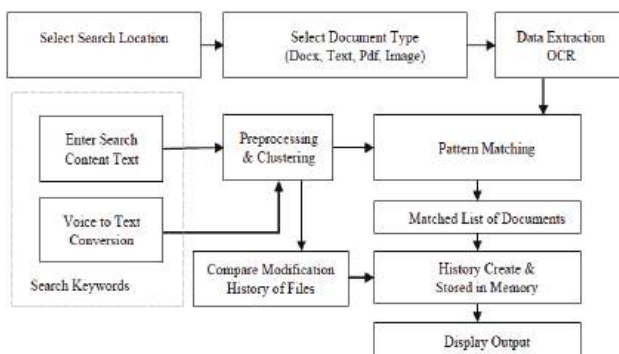 Select Search Location
Select Document Type
(Docx, Text, Pdf, Image)
Data Extraction
OCR
Enter Search
Content Text
Preprocessing
& Clustering
Pattern Matching
Voice to Text
Conversion
Matched List of Documents
Search Keywords
Compare Modification
History of Files
History Create &
Stored in Memory
Display Output